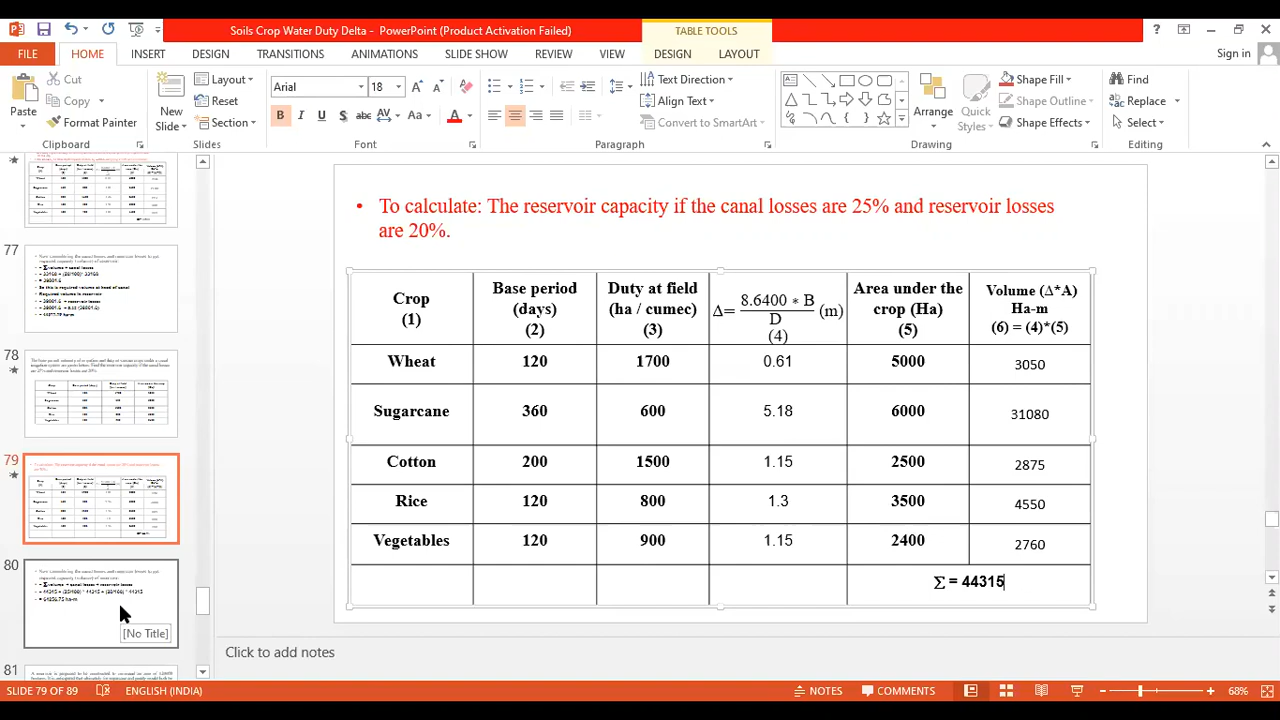 Soils Crop Water Duty Delta - PowerPoint (Product Activation Failed)
TABLE TOOLS
FILE HOME INSERT DESIGN TRANSITIONS ANIMATIONS SLIDE SHOW REVIEW VIEW DESIGN LAYOUT
Sign in
Paste
Cut
Copy
Format Painter
Clipboard
New Slide
Layout
Reset
Section
Slides
Arial 18
Font
Paragraph
Text Direction
Align Text
Convert to SmartArt
Arrange
Quick Styles
Shape Fill
Shape Outline
Shape Effects
Drawing
Find
Replace
Select
Editing
77
78
79
80
[No Title]
81
• To calculate: The reservoir capacity if the canal losses are 25% and reservoir losses
are 20%.
Crop (1) Base period (days) (2) Duty at field (ha / cumec) (3) Δ= 8.6400 * B / D (m) (4) Area under the crop (Ha) (5) Volume (Δ*A) Ha-m (6) = (4)*(5)
Wheat 120 1700 0.61 5000 3050
Sugarcane 360 600 5.18 6000 31080
Cotton 200 1500 1.15 2500 2875
Rice 120 800 1.3 3500 4550
Vegetables 120 900 1.15 2400 2760
Σ = 44315
Click to add notes
SLIDE 79 OF 89 ENGLISH (INDIA) NOTES COMMENTS 68%